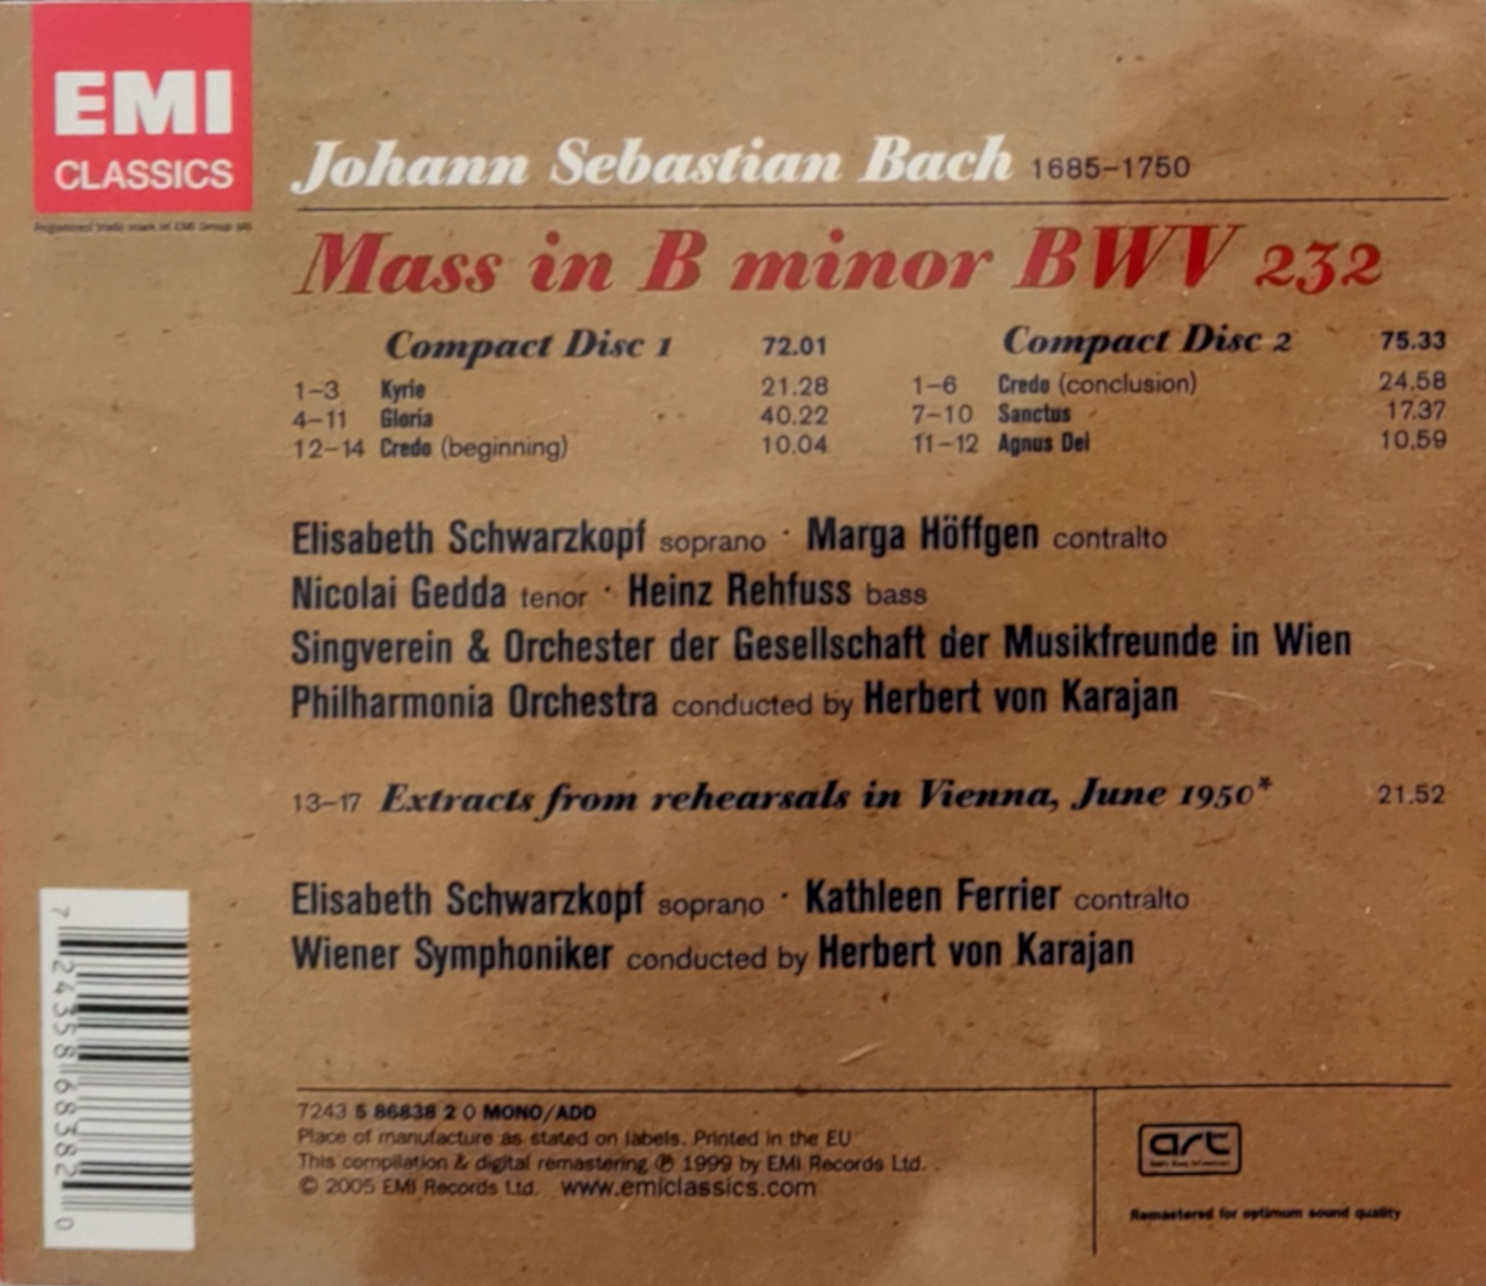 EMI
CLASSICS
Registered trade mark of EMI Group plc
Johann Sebastian Bach 1685–1750
Mass in B minor BWV 232
Compact Disc 1 72.01
1–3 Kyrie 21.28
4–11 Gloria 40.22
12–14 Credo (beginning) 10.04
Compact Disc 2 75.33
1–6 Credo (conclusion) 24.58
7–10 Sanctus 17.37
11–12 Agnus Dei 10.59
Elisabeth Schwarzkopf soprano · Marga Höffgen contralto
Nicolai Gedda tenor · Heinz Rehfuss bass
Singverein & Orchester der Gesellschaft der Musikfreunde in Wien
Philharmonia Orchestra conducted by Herbert von Karajan
13–17 Extracts from rehearsals in Vienna, June 1950* 21.52
Elisabeth Schwarzkopf soprano · Kathleen Ferrier contralto
Wiener Symphoniker conducted by Herbert von Karajan
7 24358 68382 0
7243 5 86838 2 0 MONO/ADD
Place of manufacture as stated on labels. Printed in the EU
This compilation & digital remastering ℗ 1999 by EMI Records Ltd.
© 2005 EMI Records Ltd. www.emiclassics.com
art
Remastered for optimum sound quality